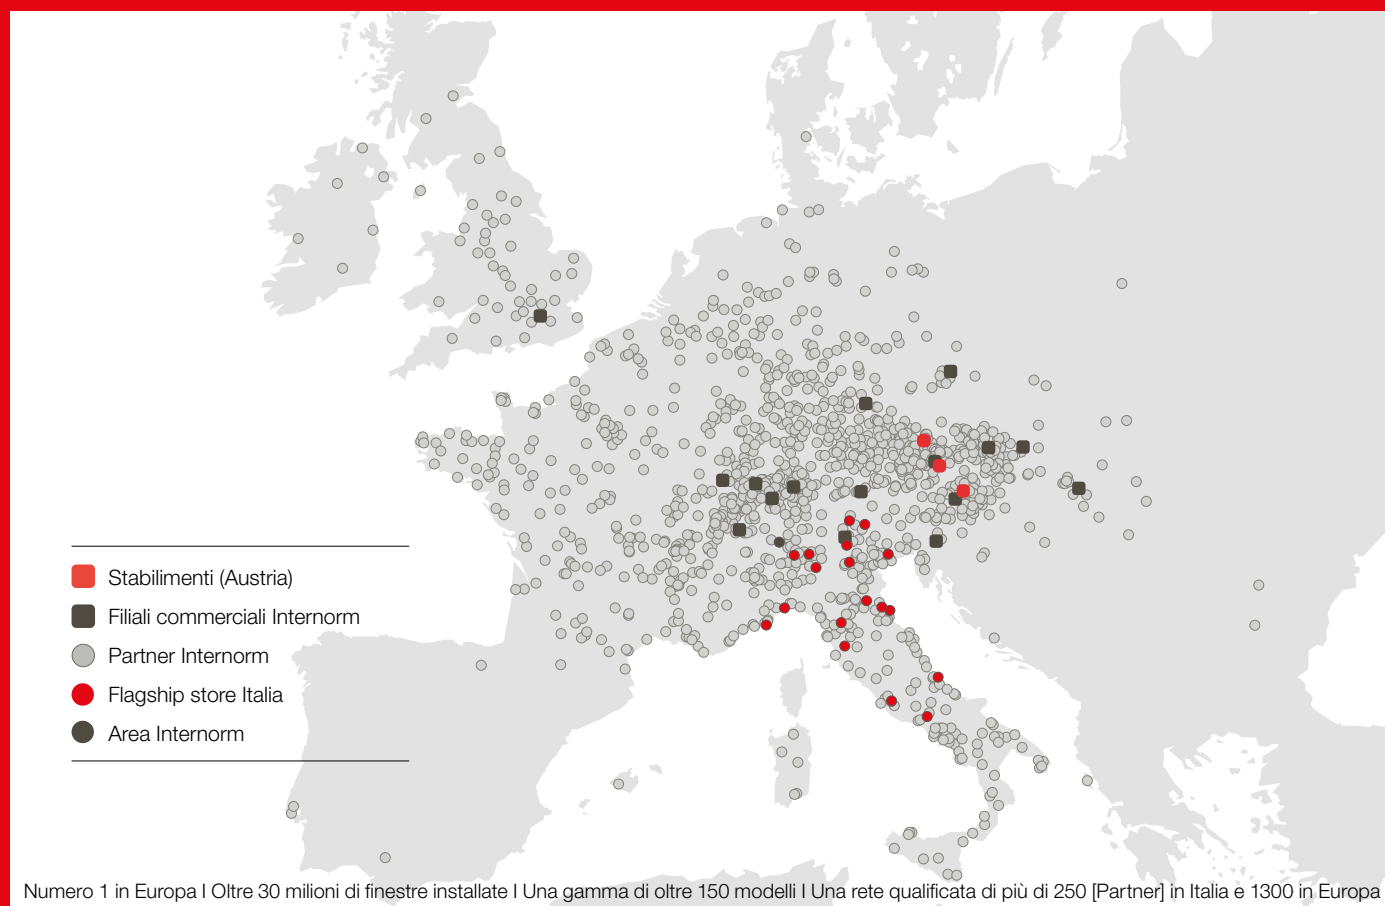 Stabilimenti (Austria)
Filiali commerciali Internorm
Partner Internorm
Flagship store Italia
Area Internorm
Numero 1 in Europa I Oltre 30 milioni di finestre installate I Una gamma di oltre 150 modelli I Una rete qualificata di più di 250 [Partner] in Italia e 1300 in Europa